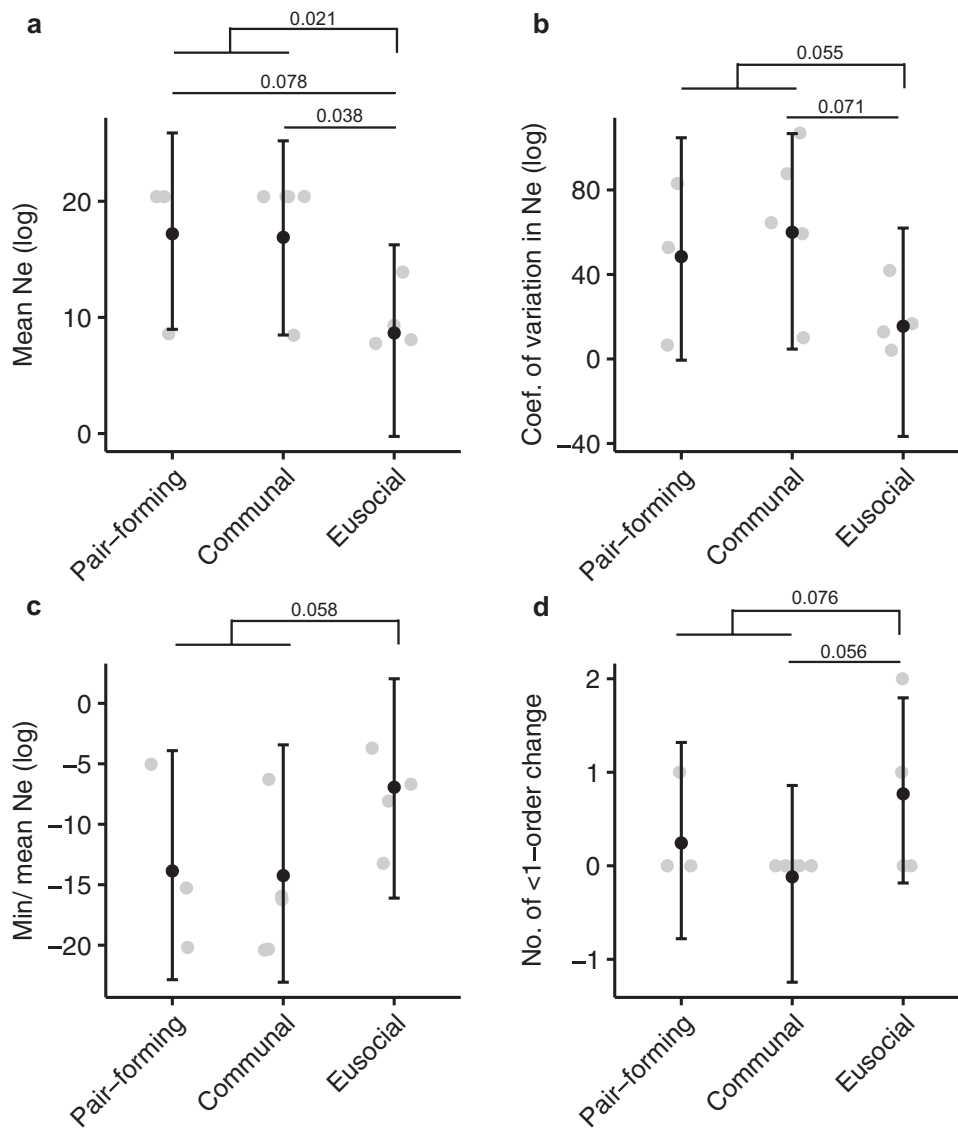 a
0.021
0.078
0.038
Mean Ne (log)
20
10
0
Pair−forming
Communal
Eusocial
b
0.055
0.071
Coef. of variation in Ne (log)
80
40
0
−40
Pair−forming
Communal
Eusocial
c
0.058
Min/ mean Ne (log)
0
−5
−10
−15
−20
Pair−forming
Communal
Eusocial
d
0.076
0.056
No. of <1−order change
2
1
0
−1
Pair−forming
Communal
Eusocial